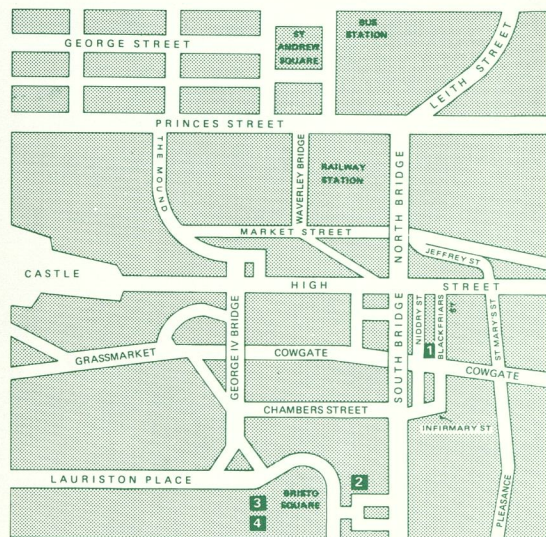 GEORGE STREET
ST
ANDREW
SQUARE
BUS
STATION
LEITH STREET
PRINCES STREET
THE MOUND
WAVERLEY BRIDGE
RAILWAY
STATION
NORTH BRIDGE
MARKET STREET
JEFFREY ST
CASTLE
HIGH STREET
GEORGE IV BRIDGE
SOUTH BRIDGE
NIDDRY ST
BLACKFRIARS
ST
ST MARY'S ST
1
GRASSMARKET
COWGATE
COWGATE
CHAMBERS STREET
INFIRMARY ST
LAURISTON PLACE
BRISTO
SQUARE
2
3
4
PLEASANCE